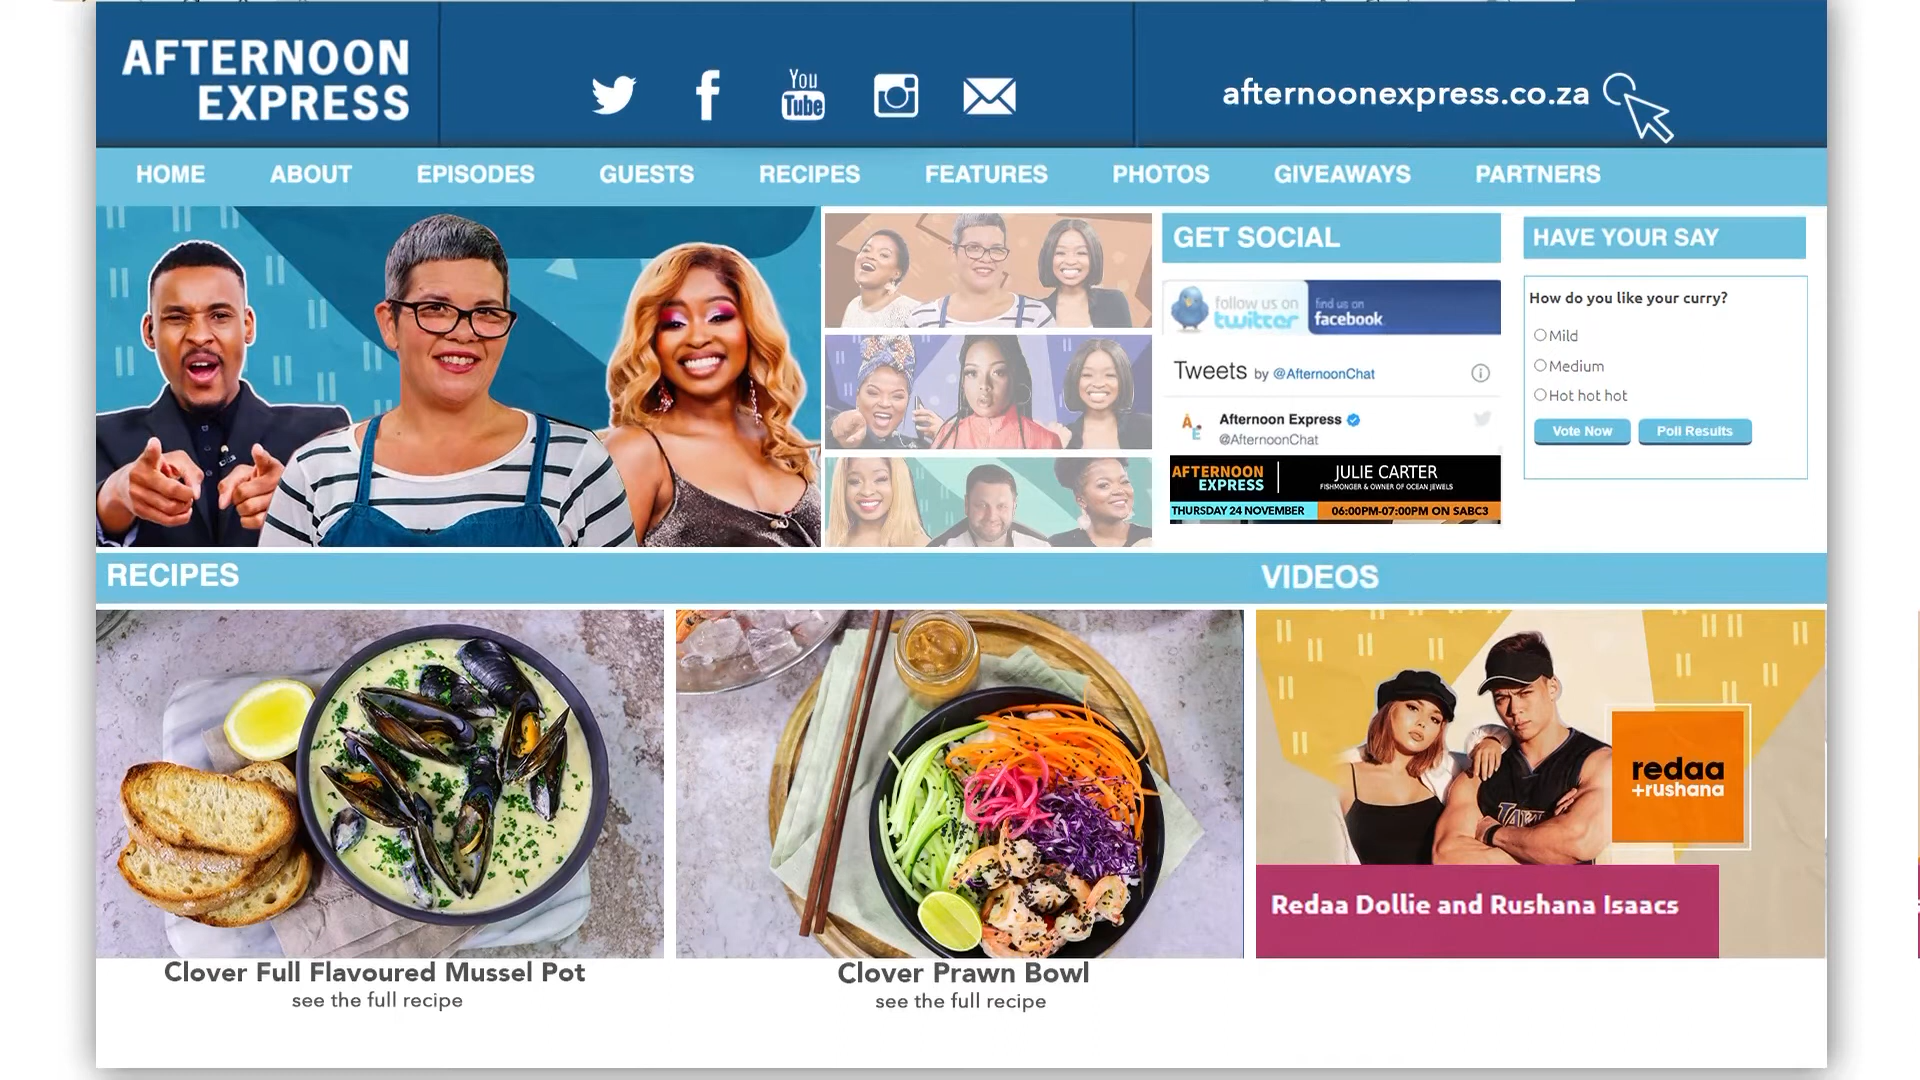 AFTERNOON
EXPRESS
You
Tube
afternoonexpress.co.za
HOME ABOUT EPISODES GUESTS RECIPES FEATURES PHOTOS GIVEAWAYS PARTNERS
GET SOCIAL
follow us on
twitter
find us on
facebook
Tweets by @AfternoonChat
AE
Afternoon Express
@AfternoonChat
AFTERNOON
EXPRESS
JULIE CARTER
FISHMONGER & OWNER OF OCEAN JEWELS
THURSDAY 24 NOVEMBER 06:00PM-07:00PM ON SABC3
HAVE YOUR SAY
How do you like your curry?
Mild
Medium
Hot hot hot
Vote Now Poll Results
RECIPES
VIDEOS
Clover Full Flavoured Mussel Pot
see the full recipe
Clover Prawn Bowl
see the full recipe
redaa
+rushana
Redaa Dollie and Rushana Isaacs